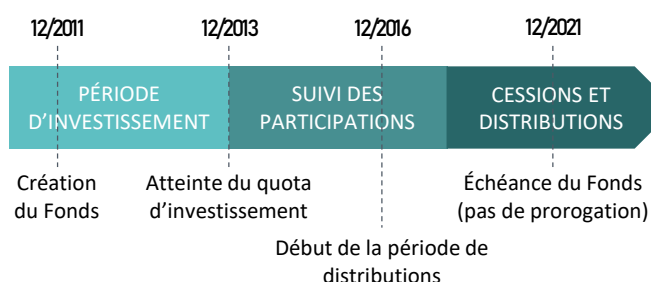 12/2011 12/2013 12/2016 12/2021
PÉRIODE
D'INVESTISSEMENT
SUIVI DES
PARTICIPATIONS
CESSIONS ET
DISTRIBUTIONS
Création
du Fonds
Atteinte du quota
d'investissement
Échéance du Fonds
(pas de prorogation)
Début de la période de
distributions